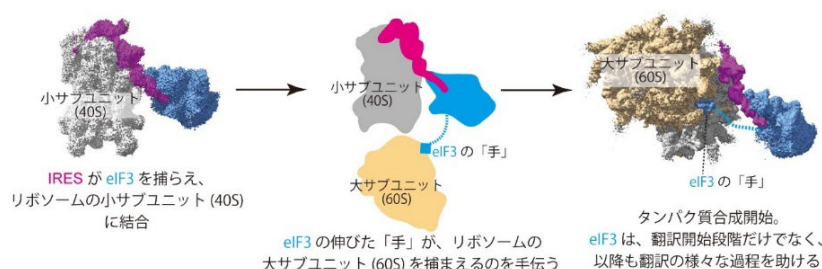 小サブユニット
(40S)
IRES が eIF3 を捕らえ、
リボソームの小サブユニット (40S)
に結合
小サブユニット
(40S)
eIF3 の「手」
大サブユニット
(60S)
eIF3 の伸びた「手」が、リボソームの
大サブユニット (60S) を捕まえるのを手伝う
大サブユニット
(60S)
eIF3 の「手」
タンパク質合成開始。
eIF3 は、翻訳開始段階だけでなく、
以降も翻訳の様々な過程を助ける